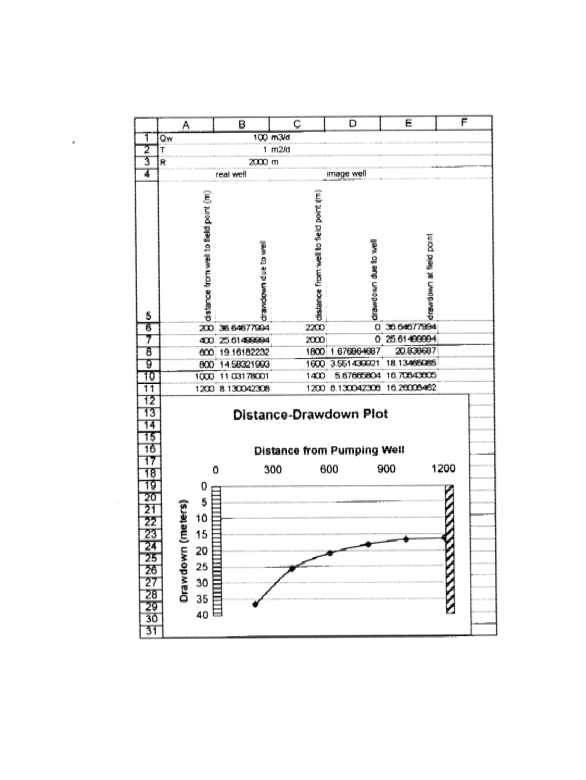 A B C D E F
1 Qw 100 m3/d
2 T 1 m2/d
3 R 2000 m
4 real well image well
5 distance from well to field point (m) drawdown due to well distance from well to field point (m) drawdown due to well drawdown at field point
6 200 36.64677994 2200 0 36.64677994
7 400 25.61499994 2000 0 25.61499994
8 600 19.16182232 1800 1.676864687 20.838687
9 800 14.58321993 1600 3.551439921 18.13465985
10 1000 11.03178001 1400 5.67665804 16.70843805
11 1200 8.130042308 1200 8.130042308 16.26008462
12
13 Distance-Drawdown Plot
14
15
16 Distance from Pumping Well
17
18 0 300 600 900 1200
19 0
20 5
21
22 10
23 15
24 20
25
26 25
27 30
28 35
29
30 40
31
Drawdown (meters)